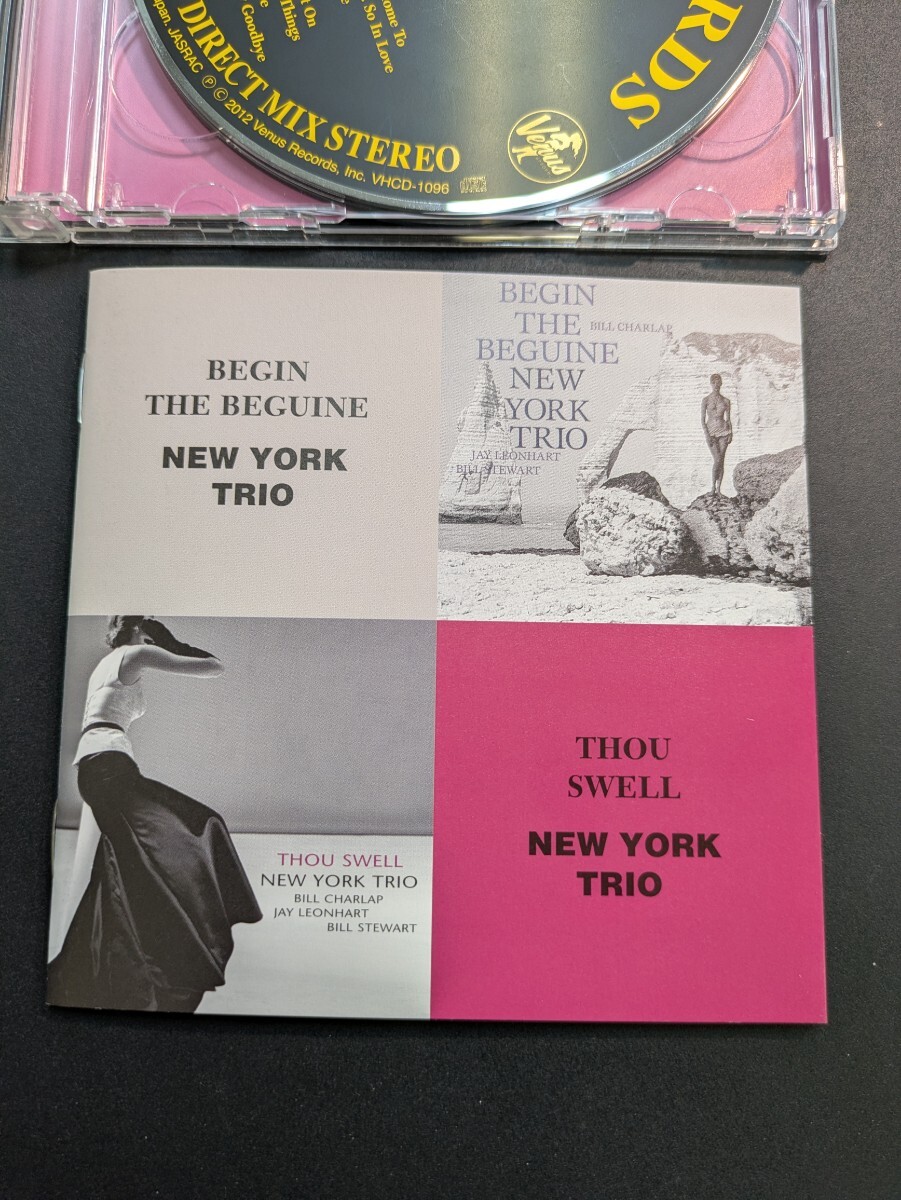 ome To
So In Love
e
On
Things
re
Goodbye
RDS
DIRECT MIX STEREO
Japan. JASRAC Ⓟ © 2012 Venus Records, Inc. VHCD-1096
Venus
BEGIN
THE BEGUINE
NEW YORK
TRIO
BEGIN
THE
BEGUINE
BILL CHARLAP
NEW
YORK
TRIO
JAY LEONHART
BILL STEWART
THOU SWELL
NEW YORK TRIO
BILL CHARLAP
JAY LEONHART
BILL STEWART
THOU
SWELL
NEW YORK
TRIO